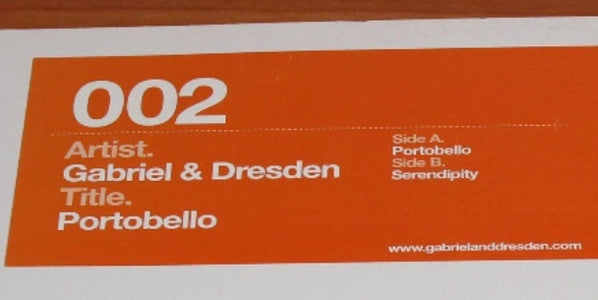 002
Artist.
Gabriel & Dresden
Title.
Portobello
Side A.
Portobello
Side B.
Serendipity
www.gabrielanddresden.com